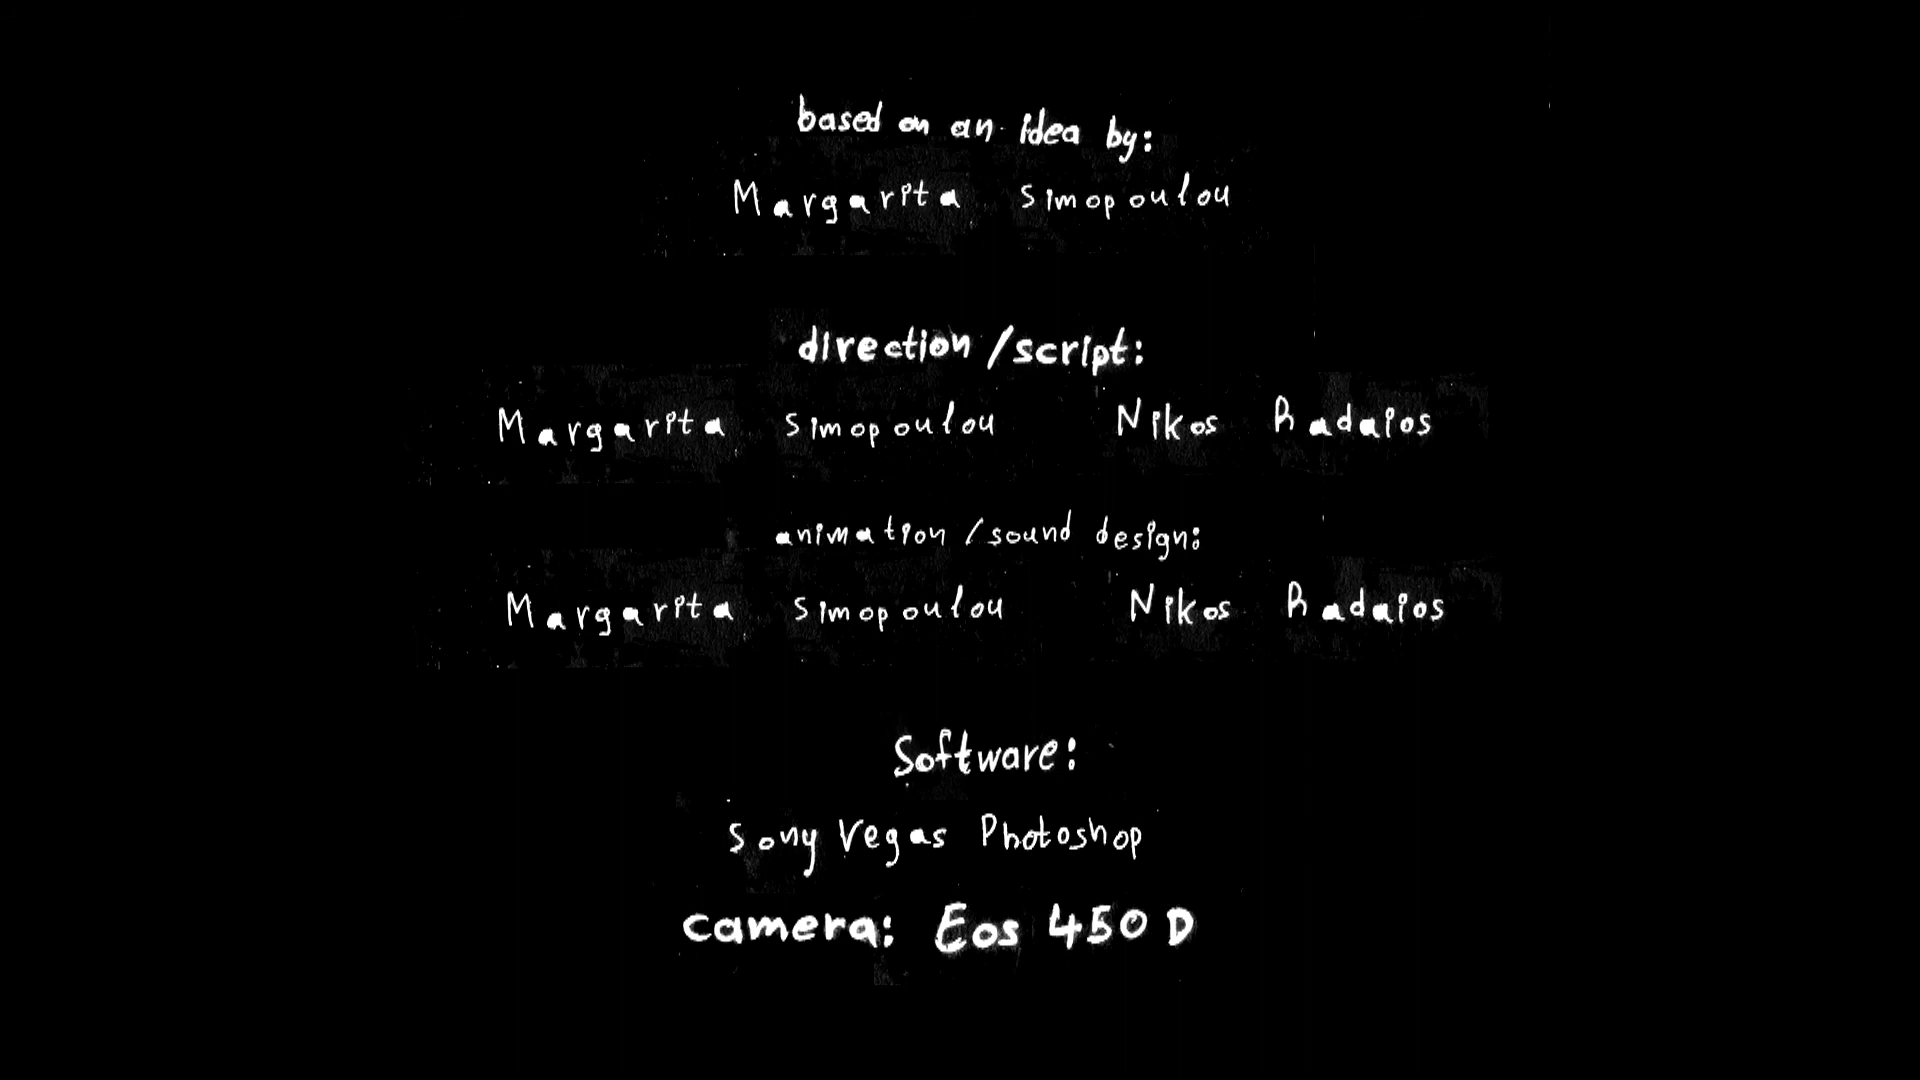 based on an idea by:
Margarita Simopoulou
direction/script:
Margarita Simopoulou Nikos Radaios
animation/sound design:
Margarita Simopoulou Nikos Radaios
Software:
Sony Vegas Photoshop
camera: Eos 450D